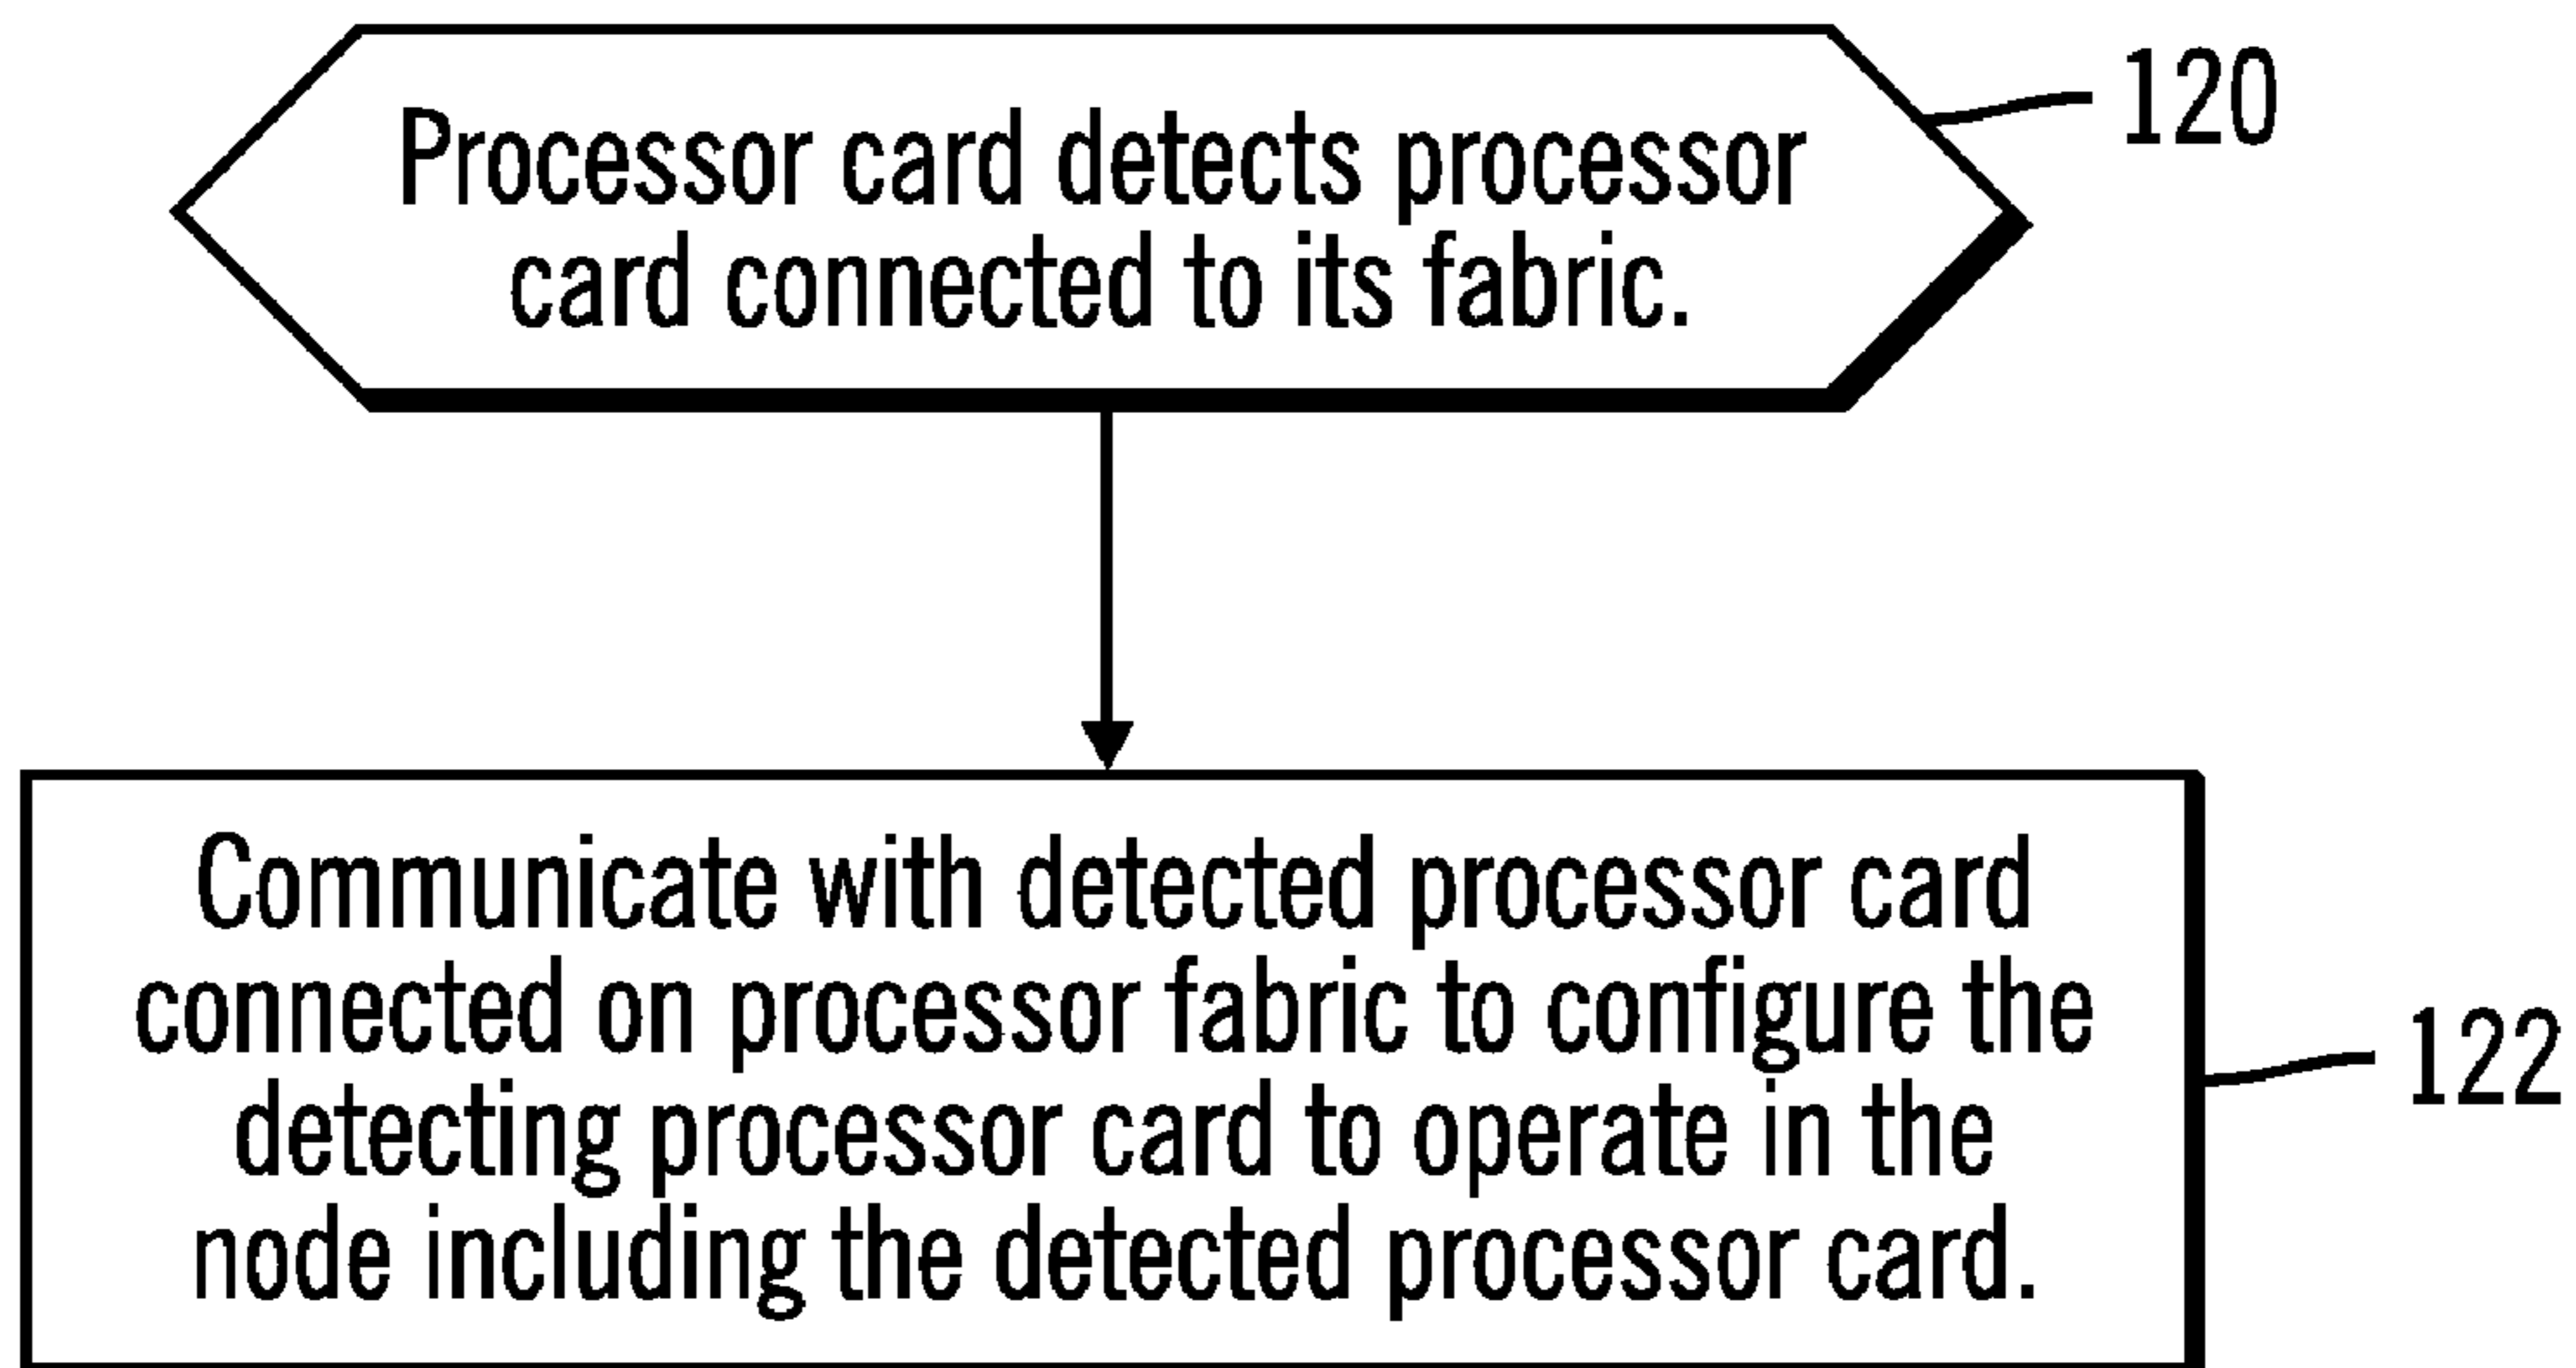 Processor card detects processor
card connected to its fabric.
120
Communicate with detected processor card
connected on processor fabric to configure the
detecting processor card to operate in the
node including the detected processor card.
122